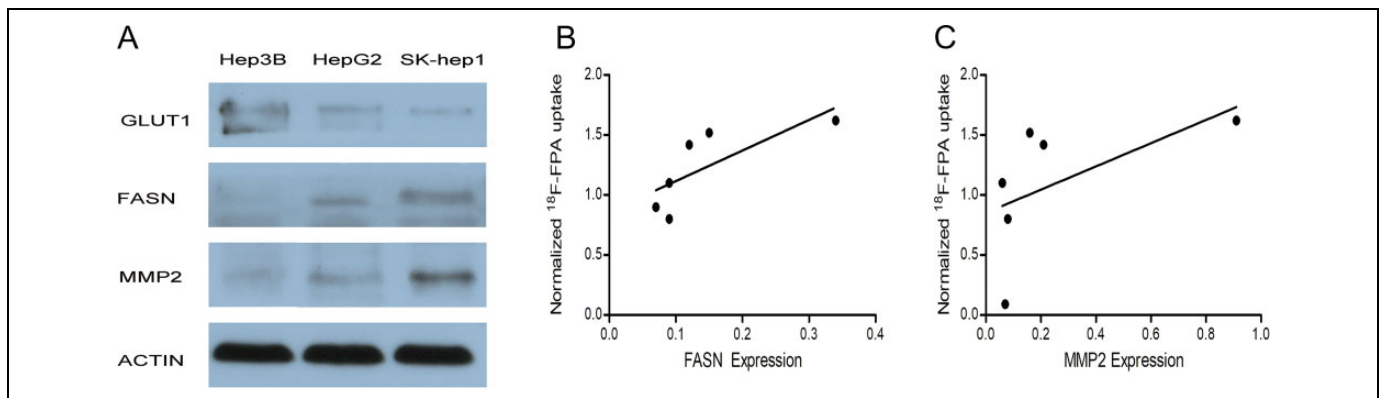 A
Hep3B HepG2 SK-hep1
GLUT1
FASN
MMP2
ACTIN
B
Normalized ¹⁸F-FPA uptake
2.0
1.5
1.0
0.5
0.0
0.0 0.1 0.2 0.3 0.4
FASN Expression
C
Normalized ¹⁸F-FPA uptake
2.0
1.5
1.0
0.5
0.0
0.0 0.2 0.4 0.6 0.8 1.0
MMP2 Expression